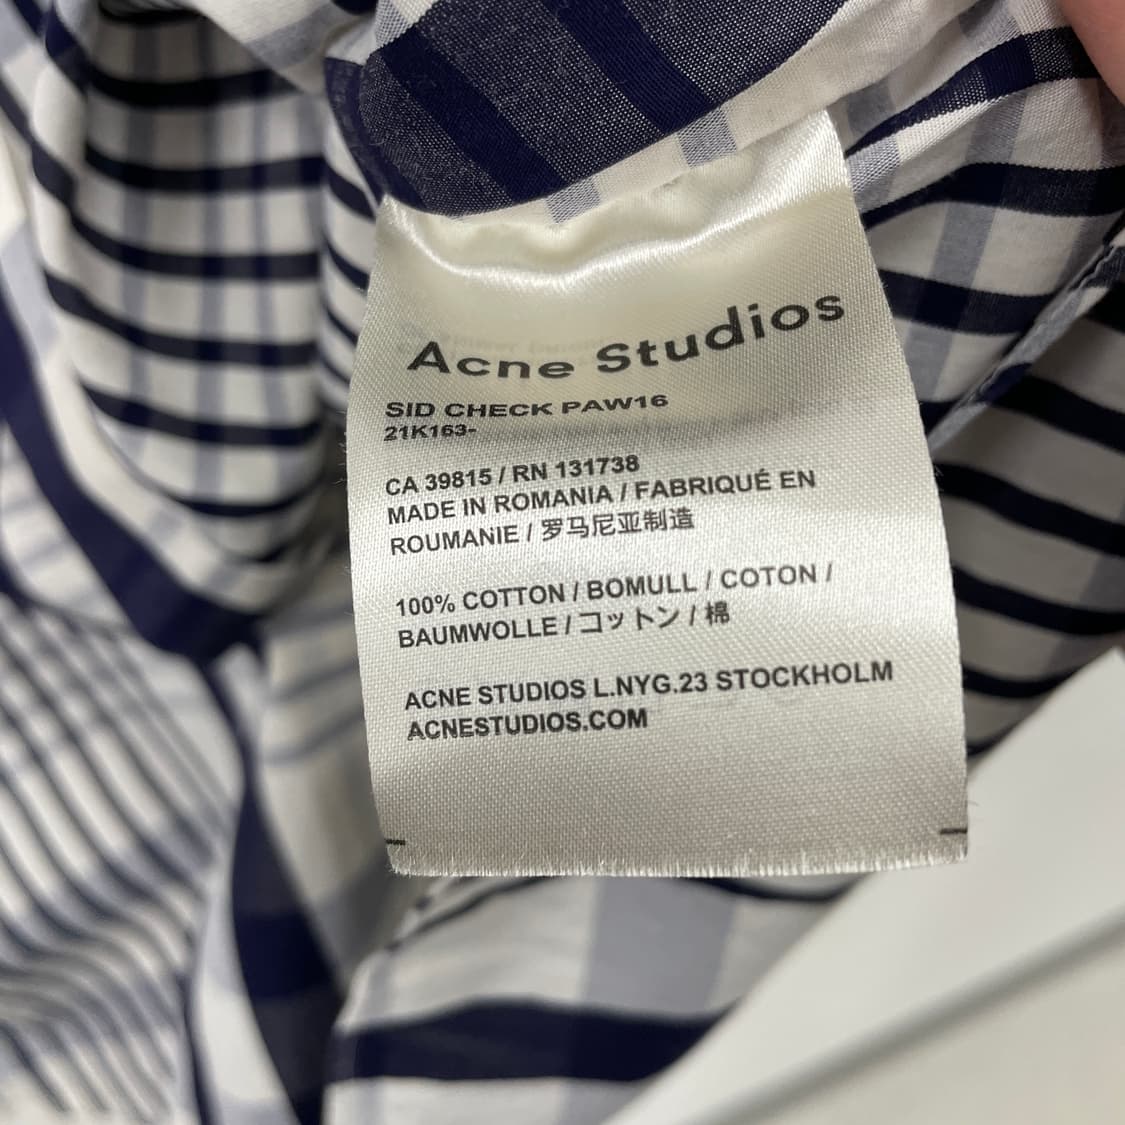 Acne Studios
SID CHECK PAW16
21K163-
CA 39815 / RN 131738
MADE IN ROMANIA / FABRIQUÉ EN
ROUMANIE / 罗马尼亚制造
100% COTTON / BOMULL / COTON /
BAUMWOLLE / コットン / 棉
ACNE STUDIOS L.NYG.23 STOCKHOLM
ACNESTUDIOS.COM